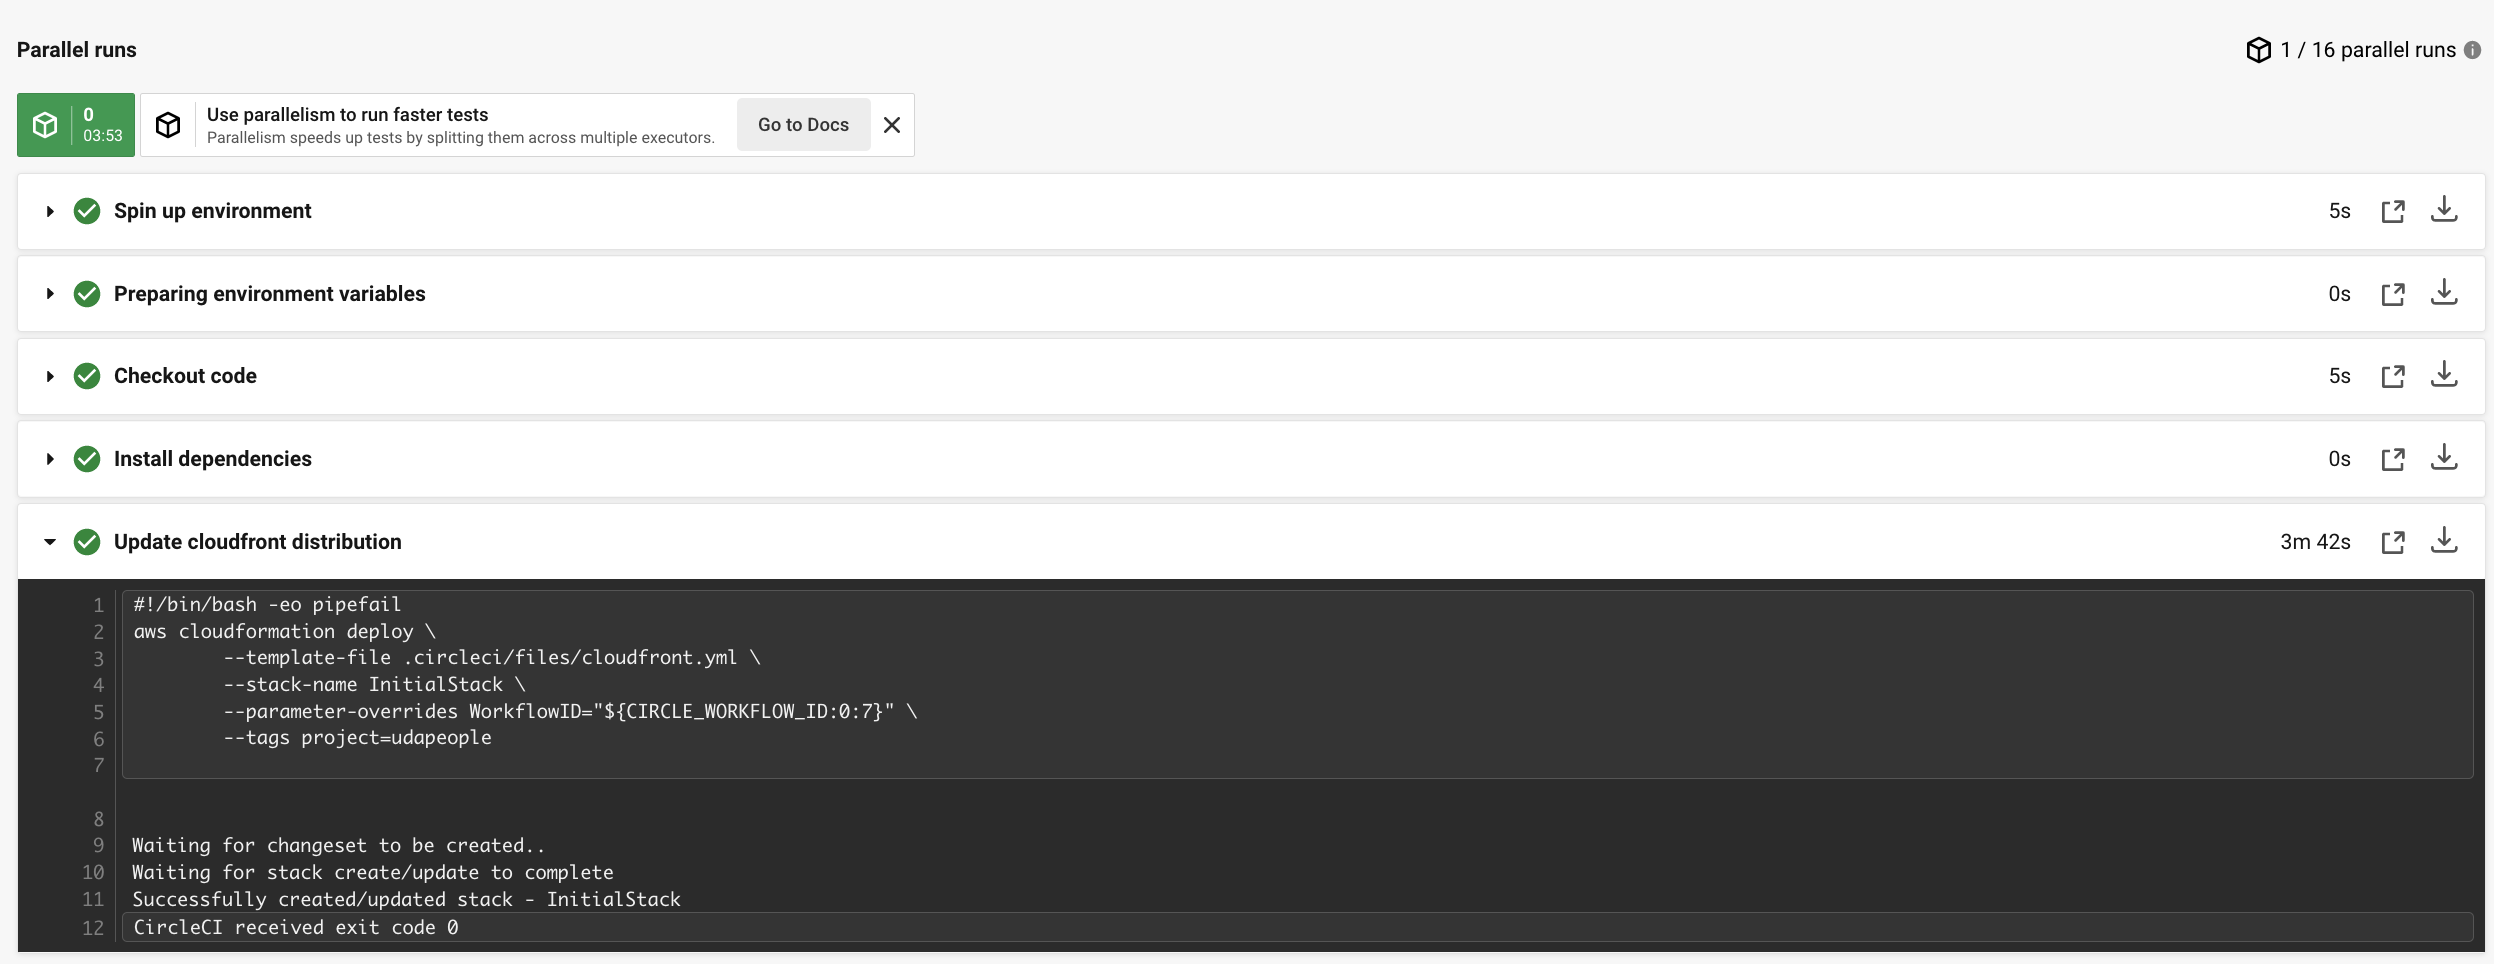 Parallel runs
1 / 16 parallel runs
0
03:53
Use parallelism to run faster tests
Parallelism speeds up tests by splitting them across multiple executors.
Go to Docs
Spin up environment
5s
Preparing environment variables
0s
Checkout code
5s
Install dependencies
0s
Update cloudfront distribution
3m 42s
1 #!/bin/bash -eo pipefail
2 aws cloudformation deploy \
3         --template-file .circleci/files/cloudfront.yml \
4         --stack-name InitialStack \
5         --parameter-overrides WorkflowID="${CIRCLE_WORKFLOW_ID:0:7}" \
6         --tags project=udapeople
7
8
9 Waiting for changeset to be created..
10 Waiting for stack create/update to complete
11 Successfully created/updated stack - InitialStack
12 CircleCI received exit code 0